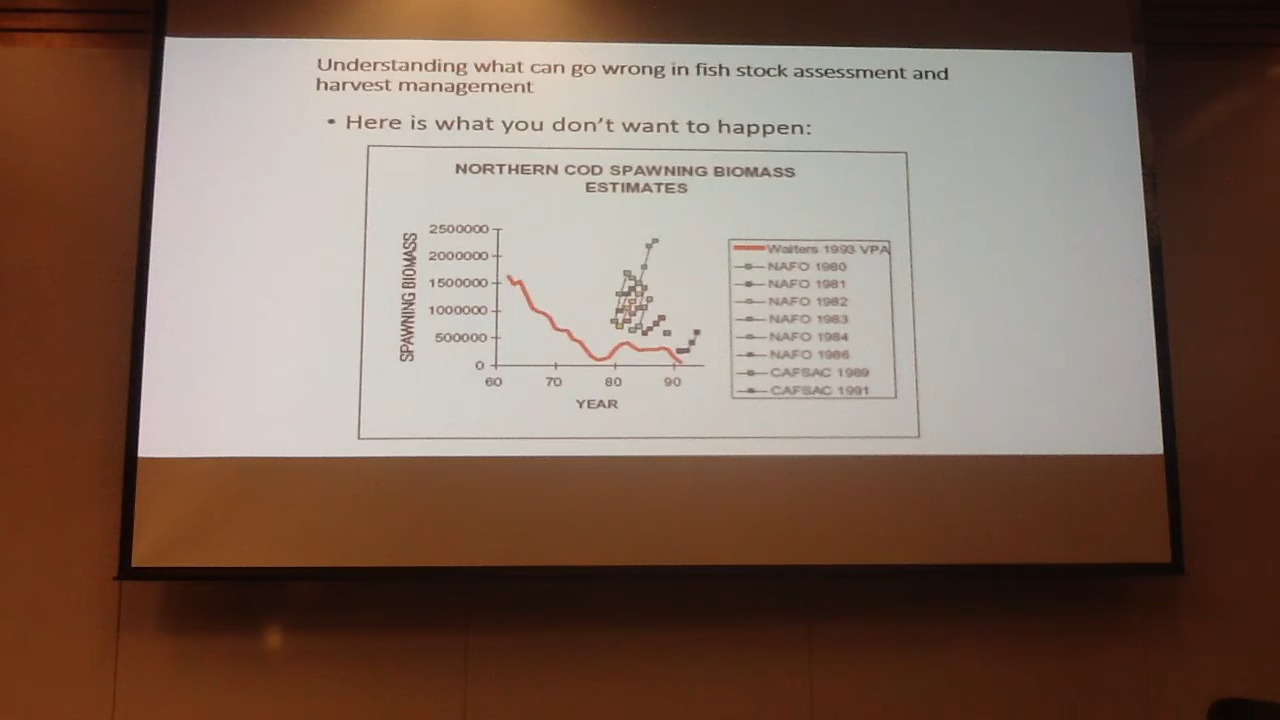 Understanding what can go wrong in fish stock assessment and
harvest management
• Here is what you don't want to happen:
NORTHERN COD SPAWNING BIOMASS
ESTIMATES
SPAWNING BIOMASS
2500000
2000000
1500000
1000000
500000
0
60 70 80 90
YEAR
Walters 1993 VPA
NAFO 1980
NAFO 1981
NAFO 1982
NAFO 1983
NAFO 1984
NAFO 1986
CAFSAC 1989
CAFSAC 1991